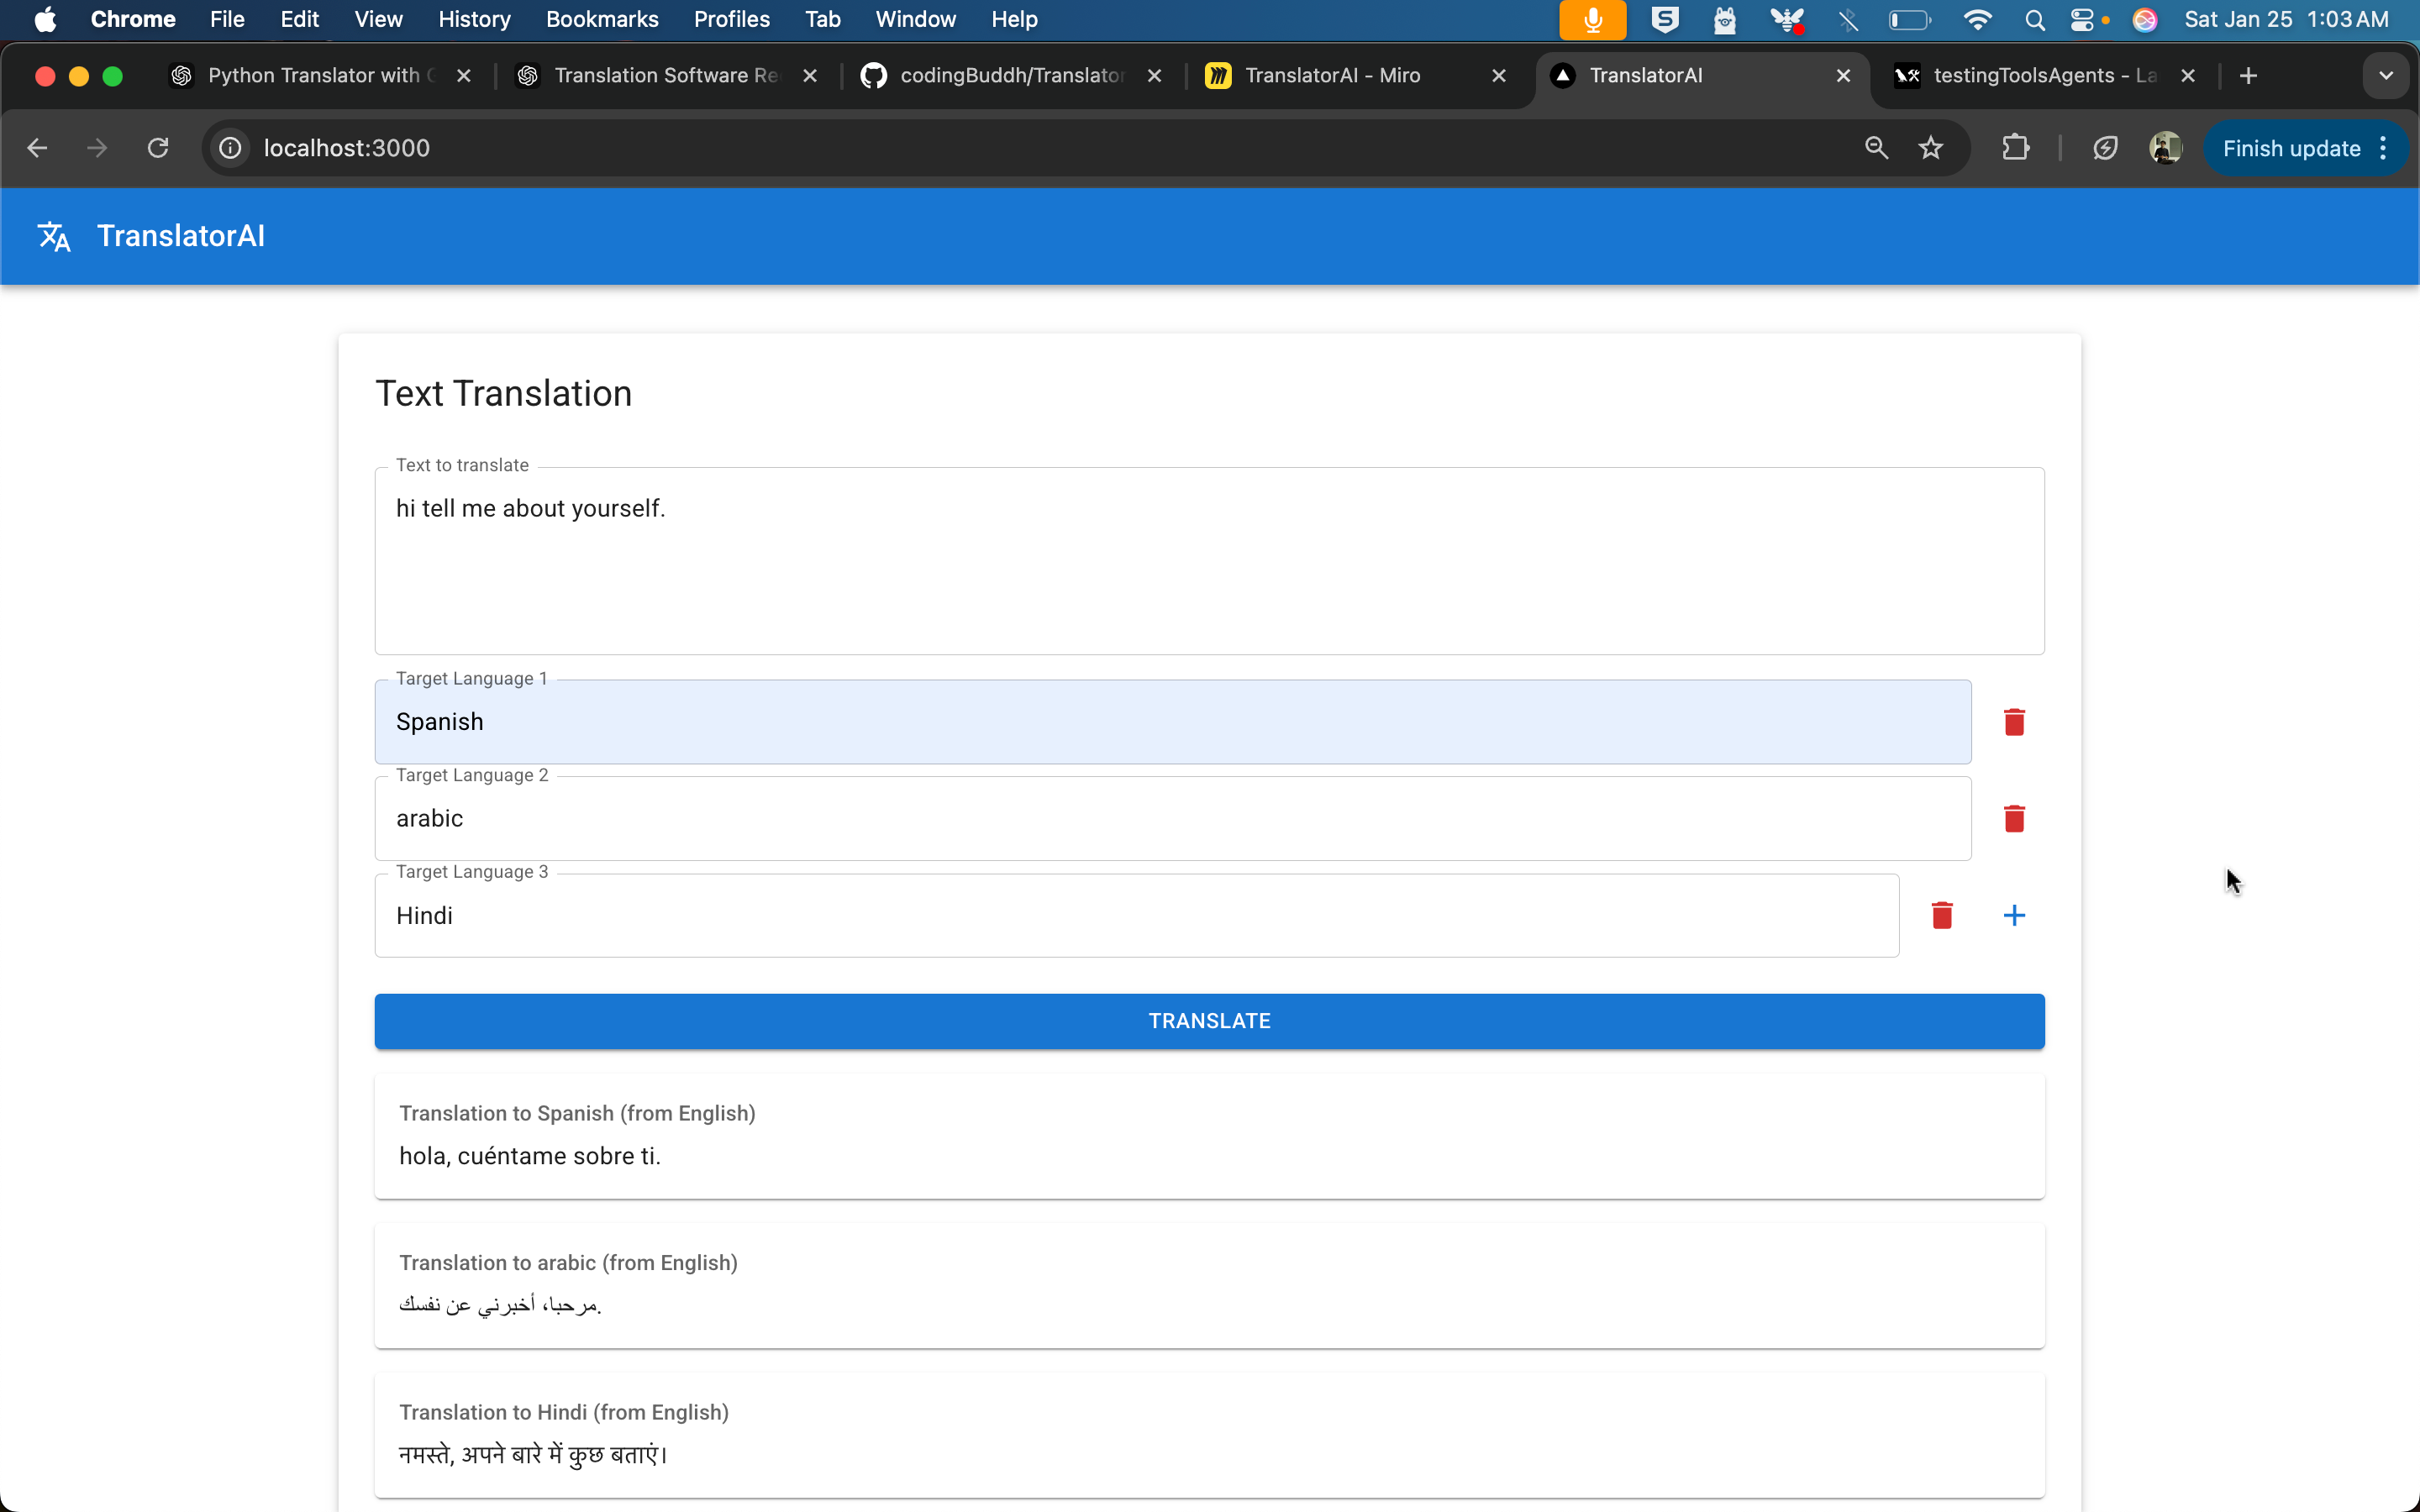 Chrome File Edit View History Bookmarks Profiles Tab Window Help Sat Jan 25 1:03 AM
Python Translator with Translation Software Re codingBuddh/Translator TranslatorAI - Miro TranslatorAI testingToolsAgents - La
localhost:3000 Finish update
TranslatorAI
Text Translation
Text to translate
hi tell me about yourself.
Target Language 1
Spanish
Target Language 2
arabic
Target Language 3
Hindi
TRANSLATE
Translation to Spanish (from English)
hola, cuéntame sobre ti.
Translation to arabic (from English)
مرحبا، أخبرني عن نفسك.
Translation to Hindi (from English)
नमस्ते, अपने बारे में कुछ बताएं।